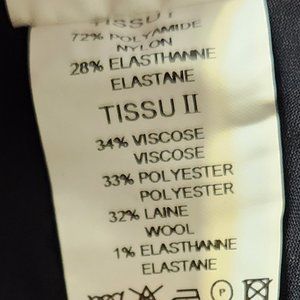 TISSU I
72% POLYAMIDE
NYLON
28% ELASTHANNE
ELASTANE
TISSU II
34% VISCOSE
VISCOSE
33% POLYESTER
POLYESTER
32% LAINE
WOOL
1% ELASTHANNE
ELASTANE
P